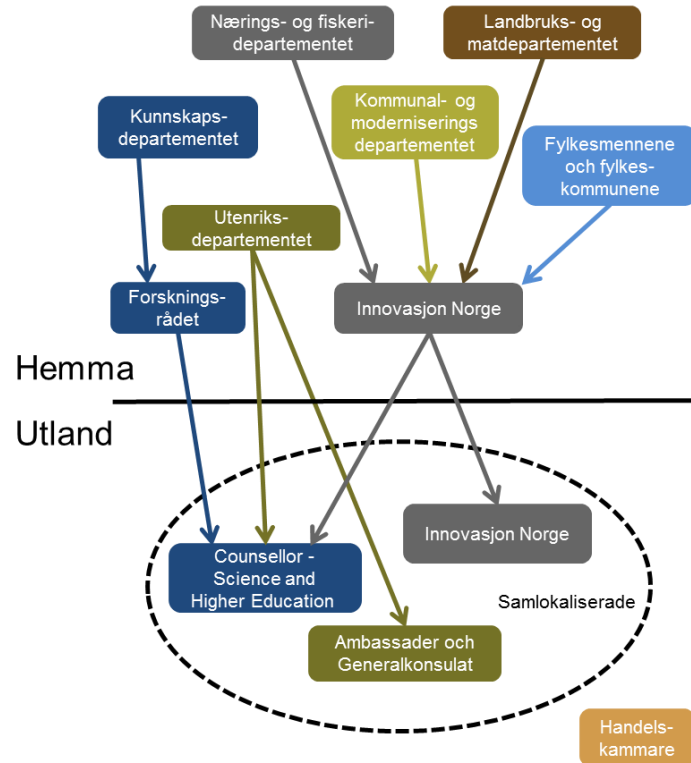 Nærings- og fiskeri-
departementet
Landbruks- og
matdepartementet
Kunnskaps-
departementet
Kommunal- og
moderniserings
departementet
Fylkesmennene
och fylkes-
kommunene
Utenriks-
departementet
Forsknings-
rådet
Innovasjon Norge
Hemma
Utland
Innovasjon Norge
Counsellor -
Science and
Higher Education
Samlokaliserade
Ambassader och
Generalkonsulat
Handels-
kammare